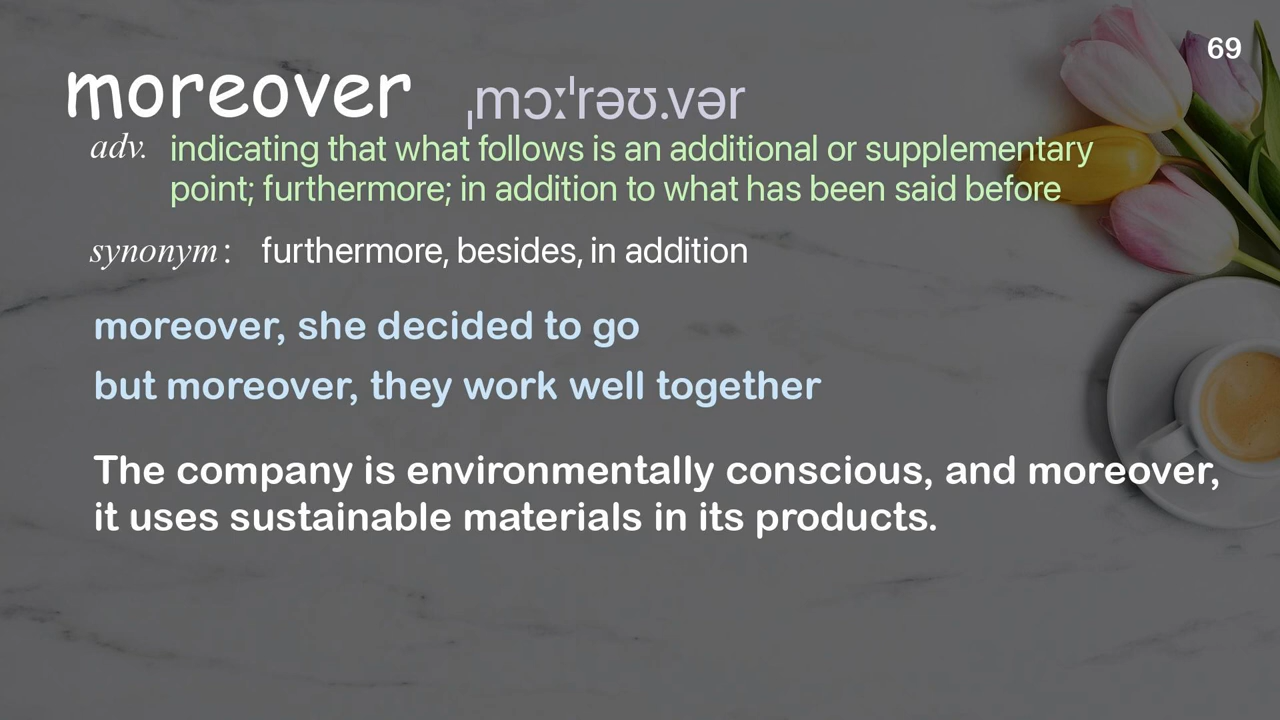 69
moreover ˌmɔːˈrəʊ.vər
adv. indicating that what follows is an additional or supplementary
point; furthermore; in addition to what has been said before
synonym: furthermore, besides, in addition
moreover, she decided to go
but moreover, they work well together
The company is environmentally conscious, and moreover,
it uses sustainable materials in its products.